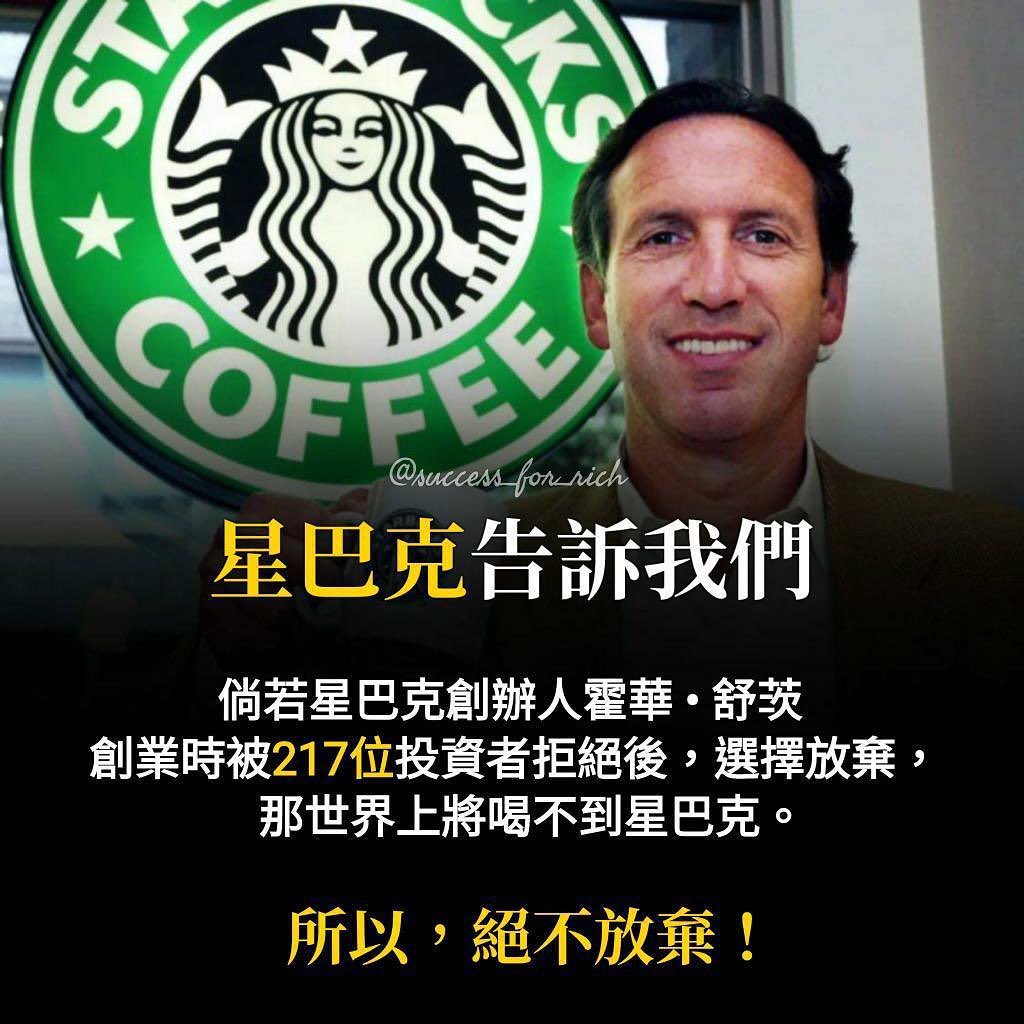 STARBUCKS
COFFEE
@success_for_rich
星巴克告訴我們
倘若星巴克創辦人霍華•舒茨
創業時被217位投資者拒絕後，選擇放棄，
那世界上將喝不到星巴克。
所以，絕不放棄！